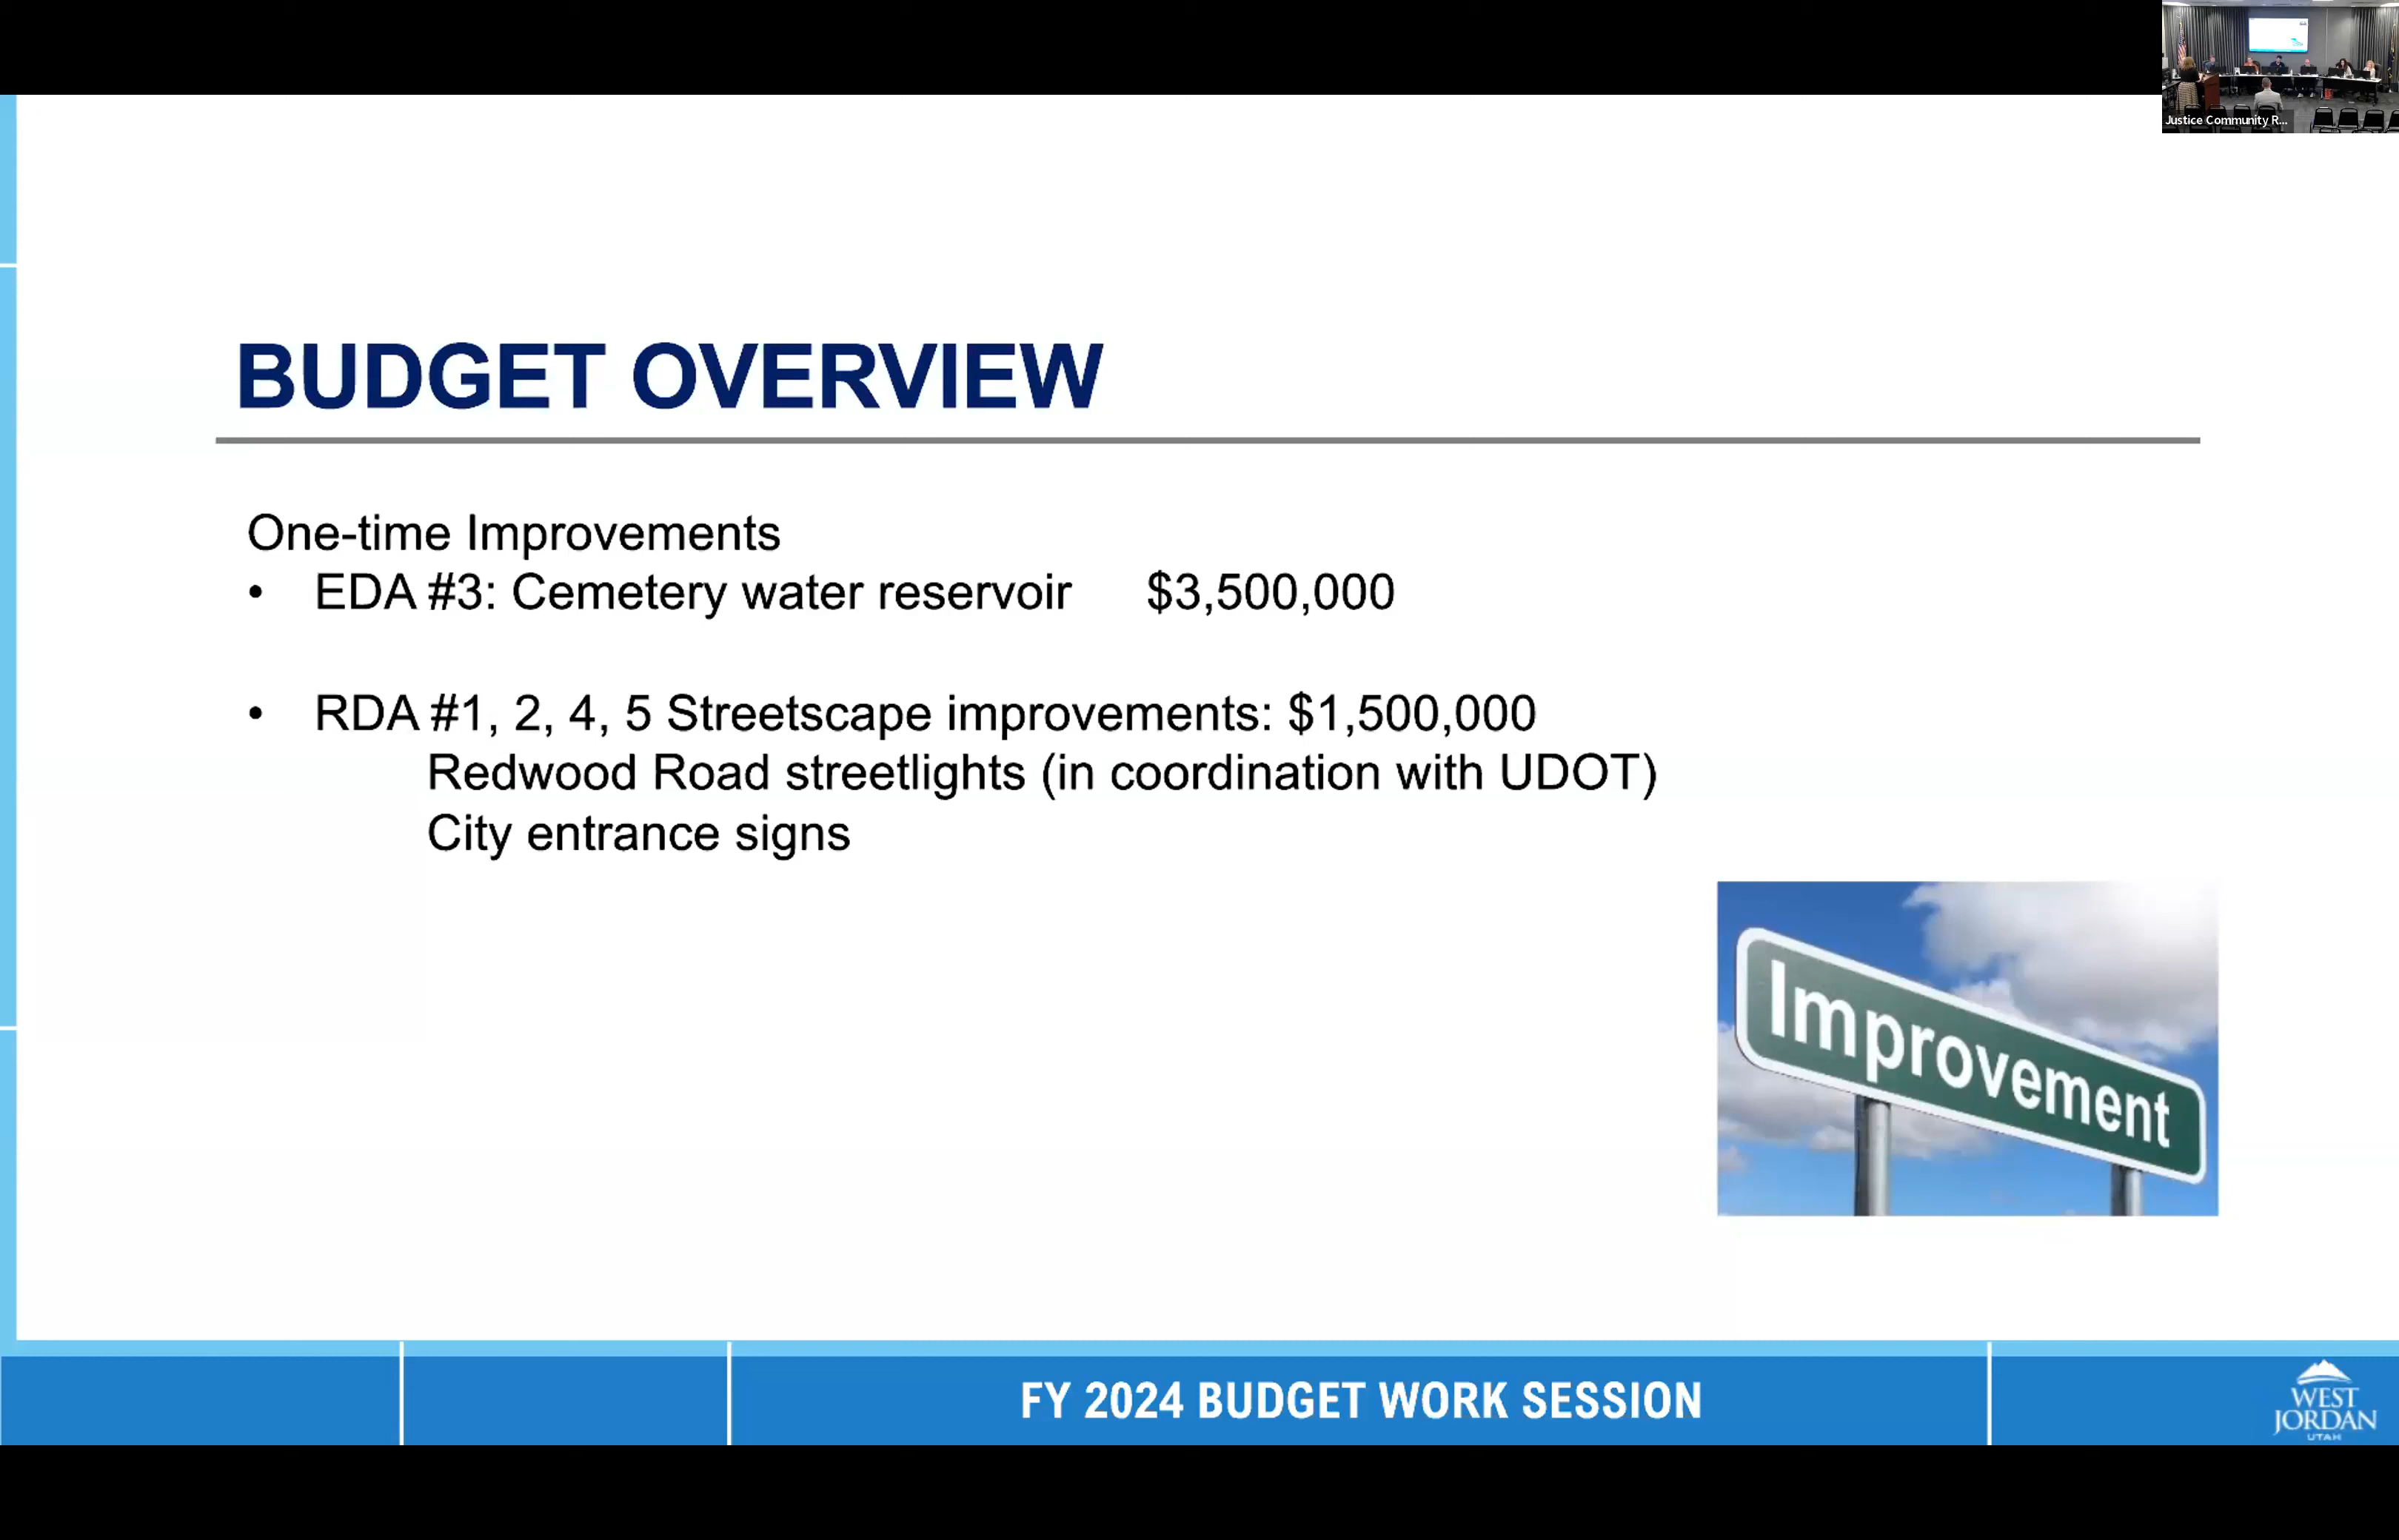 Justice Community R...
BUDGET OVERVIEW
One-time Improvements
• EDA #3: Cemetery water reservoir $3,500,000
• RDA #1, 2, 4, 5 Streetscape improvements: $1,500,000
Redwood Road streetlights (in coordination with UDOT)
City entrance signs
Improvement
FY 2024 BUDGET WORK SESSION
WEST
JORDAN
UTAH